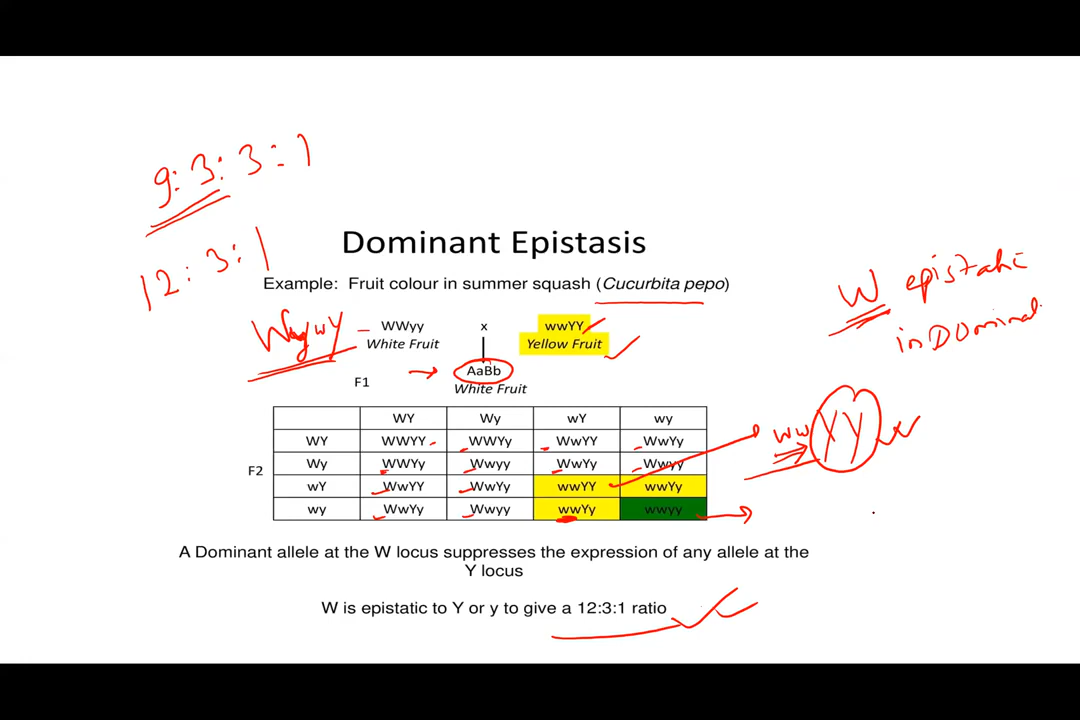 9:3:3:1
12:3:1
Dominant Epistasis
Example: Fruit colour in summer squash (Cucurbita pepo)
W epistatic
in Dominal
WWyy x wwYY
White Fruit Yellow Fruit
F1 AaBb
White Fruit
WY Wy wY wy
WY WWYY WWYy WwYY WwYy
F2 Wy WWYy Wwyy WwYy Wwyy
wY WwYY WwYy wwYY wwYy
wy WwYy Wwyy wwYy wwyy
ww YY
A Dominant allele at the W locus suppresses the expression of any allele at the
Y locus
W is epistatic to Y or y to give a 12:3:1 ratio